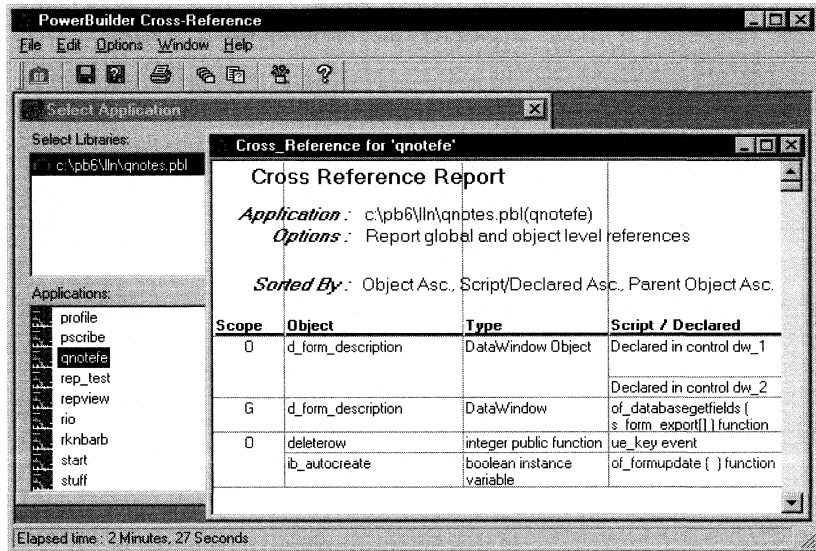 PowerBuilder Cross-Reference
File Edit Options Window Help
Select Application
Select Libraries:
c:\pb6\lln\qnotes.pbl
Applications:
profile
pscribe
qnotefe
rep_test
repview
rio
rknbarb
start
stuff
Cross_Reference for 'qnotefe'
Cross Reference Report
Application : c:\pb6\lln\qnotes.pbl(qnotefe)
Options : Report global and object level references
Sorted By : Object Asc., Script/Declared Asc., Parent Object Asc.
Scope Object Type Script / Declared
O d_form_description DataWindow Object Declared in control dw_1
Declared in control dw_2
G d_form_description DataWindow of_databasegetfields (
s_form_export[] ) function
O deleterow integer public function ue_key event
ib_autocreate boolean instance of_formupdate ( ) function
variable
Elapsed time : 2 Minutes, 27 Seconds